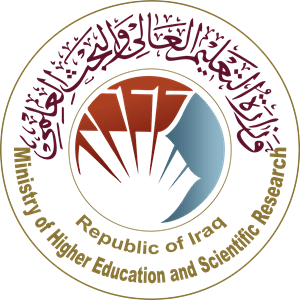 وزارة التعليم العالي والبحث العلمي
Republic of Iraq
Ministry of Higher Education and Scientific Research